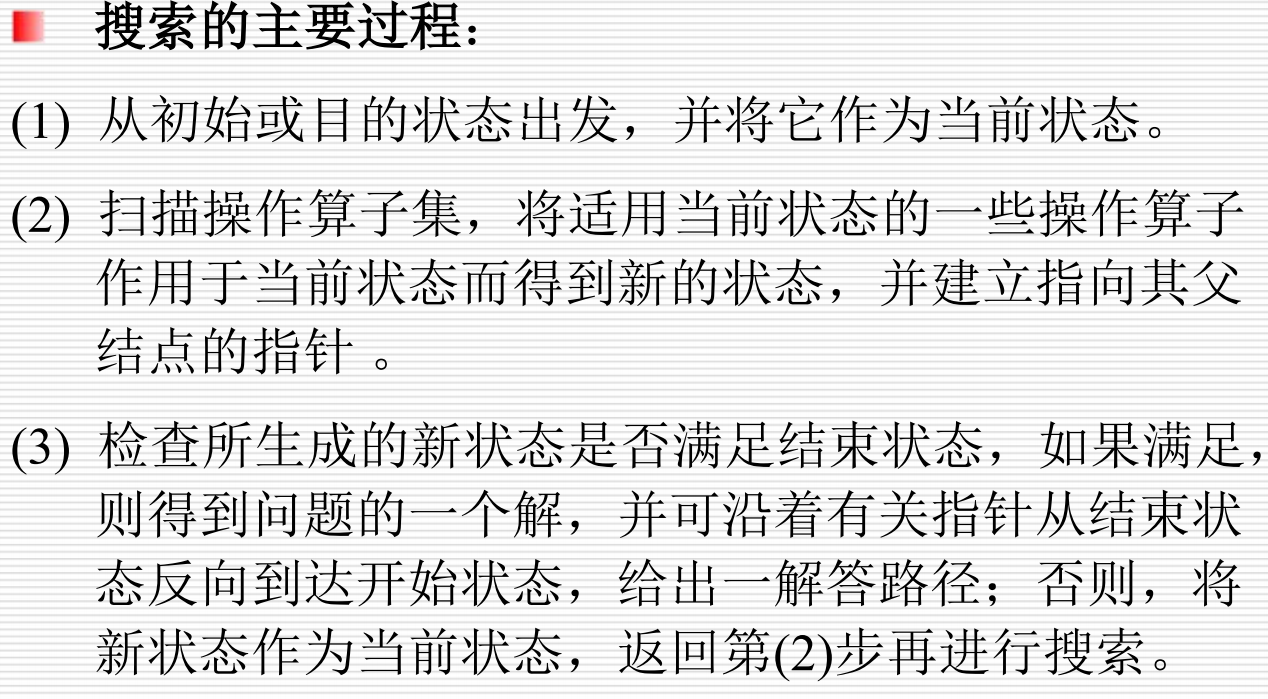 搜索的主要过程:
(1) 从初始或目的状态出发，并将它作为当前状态。
(2) 扫描操作算子集，将适用当前状态的一些操作算子
作用于当前状态而得到新的状态，并建立指向其父
结点的指针 。
(3) 检查所生成的新状态是否满足结束状态，如果满足，
则得到问题的一个解，并可沿着有关指针从结束状
态反向到达开始状态，给出一解答路径；否则，将
新状态作为当前状态，返回第(2)步再进行搜索。